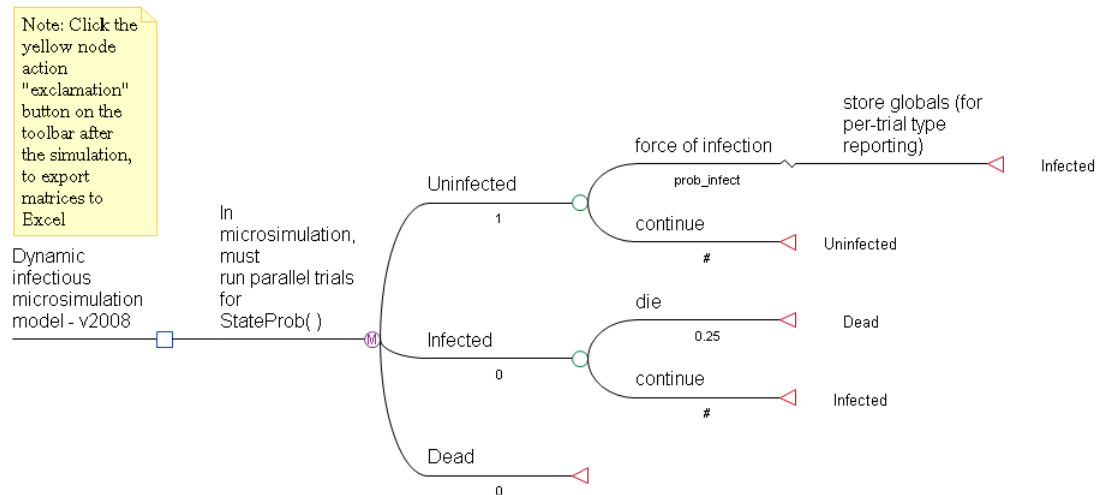 Note: Click the
yellow node
action
"exclamation"
button on the
toolbar after
the simulation,
to export
matrices to
Excel
Dynamic
infectious
microsimulation
model - v2008
In
microsimulation,
must
run parallel trials
for
StateProb( )
M
Uninfected
1
force of infection
prob_infect
store globals (for
per-trial type
reporting)
Infected
continue
#
Uninfected
Infected
0
die
0.25
Dead
continue
#
Infected
Dead
0